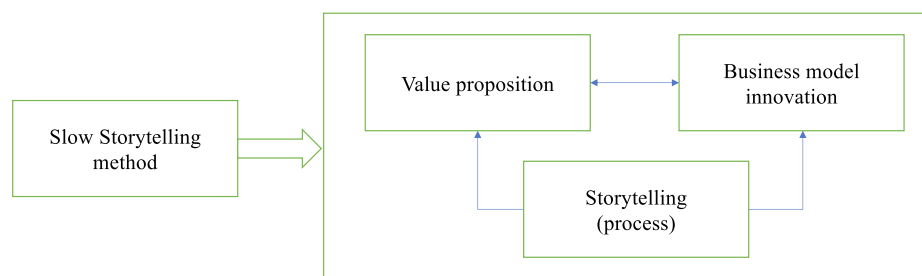 Slow Storytelling
method
Value proposition
Business model
innovation
Storytelling
(process)